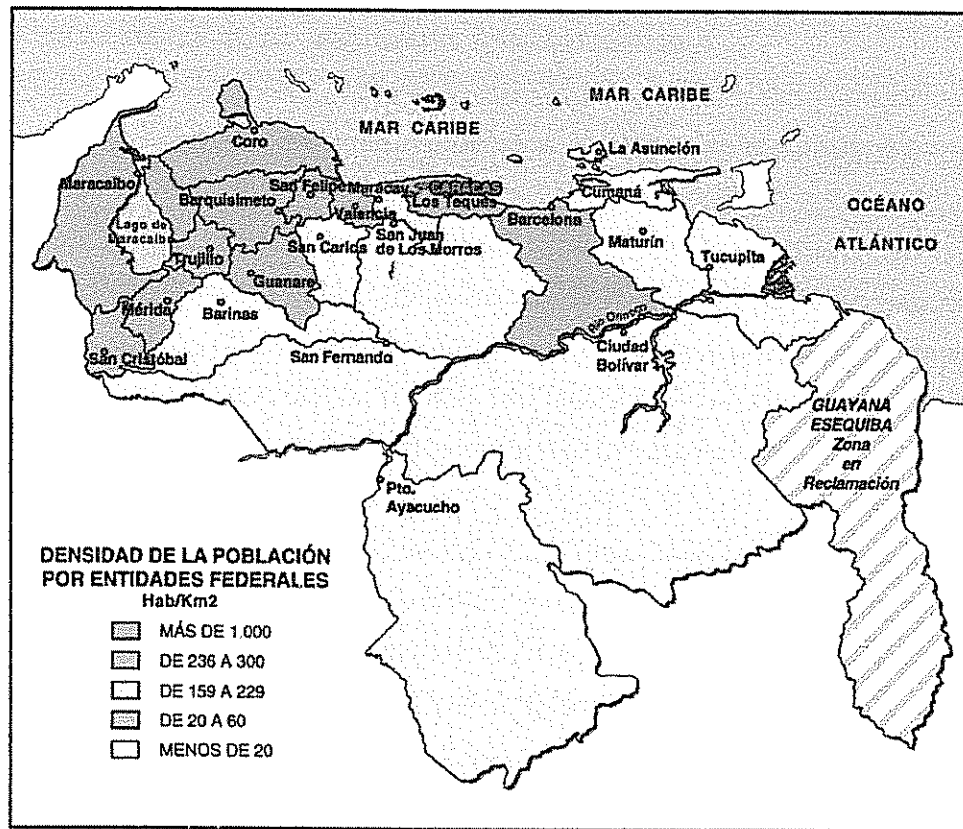 MAR CARIBE
MAR CARIBE
Coro
La Asunción
Maracaibo
San Felipe
Maracay
CARACAS
Cumaná
Barquisimeto
Los Teques
OCÉANO
ATLÁNTICO
Valencia
Barcelona
Lago de
Maracaibo
San Carlos
San Juan
de Los Morros
Maturín
Trujillo
Tucupita
Guanare
Mérida
Barinas
Río Orinoco
San Cristóbal
San Fernando
Ciudad
Bolívar
GUAYANA
ESEQUIBA
Zona
en
Reclamación
Pto.
Ayacucho
DENSIDAD DE LA POBLACIÓN
POR ENTIDADES FEDERALES
Hab/Km2
MÁS DE 1.000
DE 236 A 300
DE 159 A 229
DE 20 A 60
MENOS DE 20